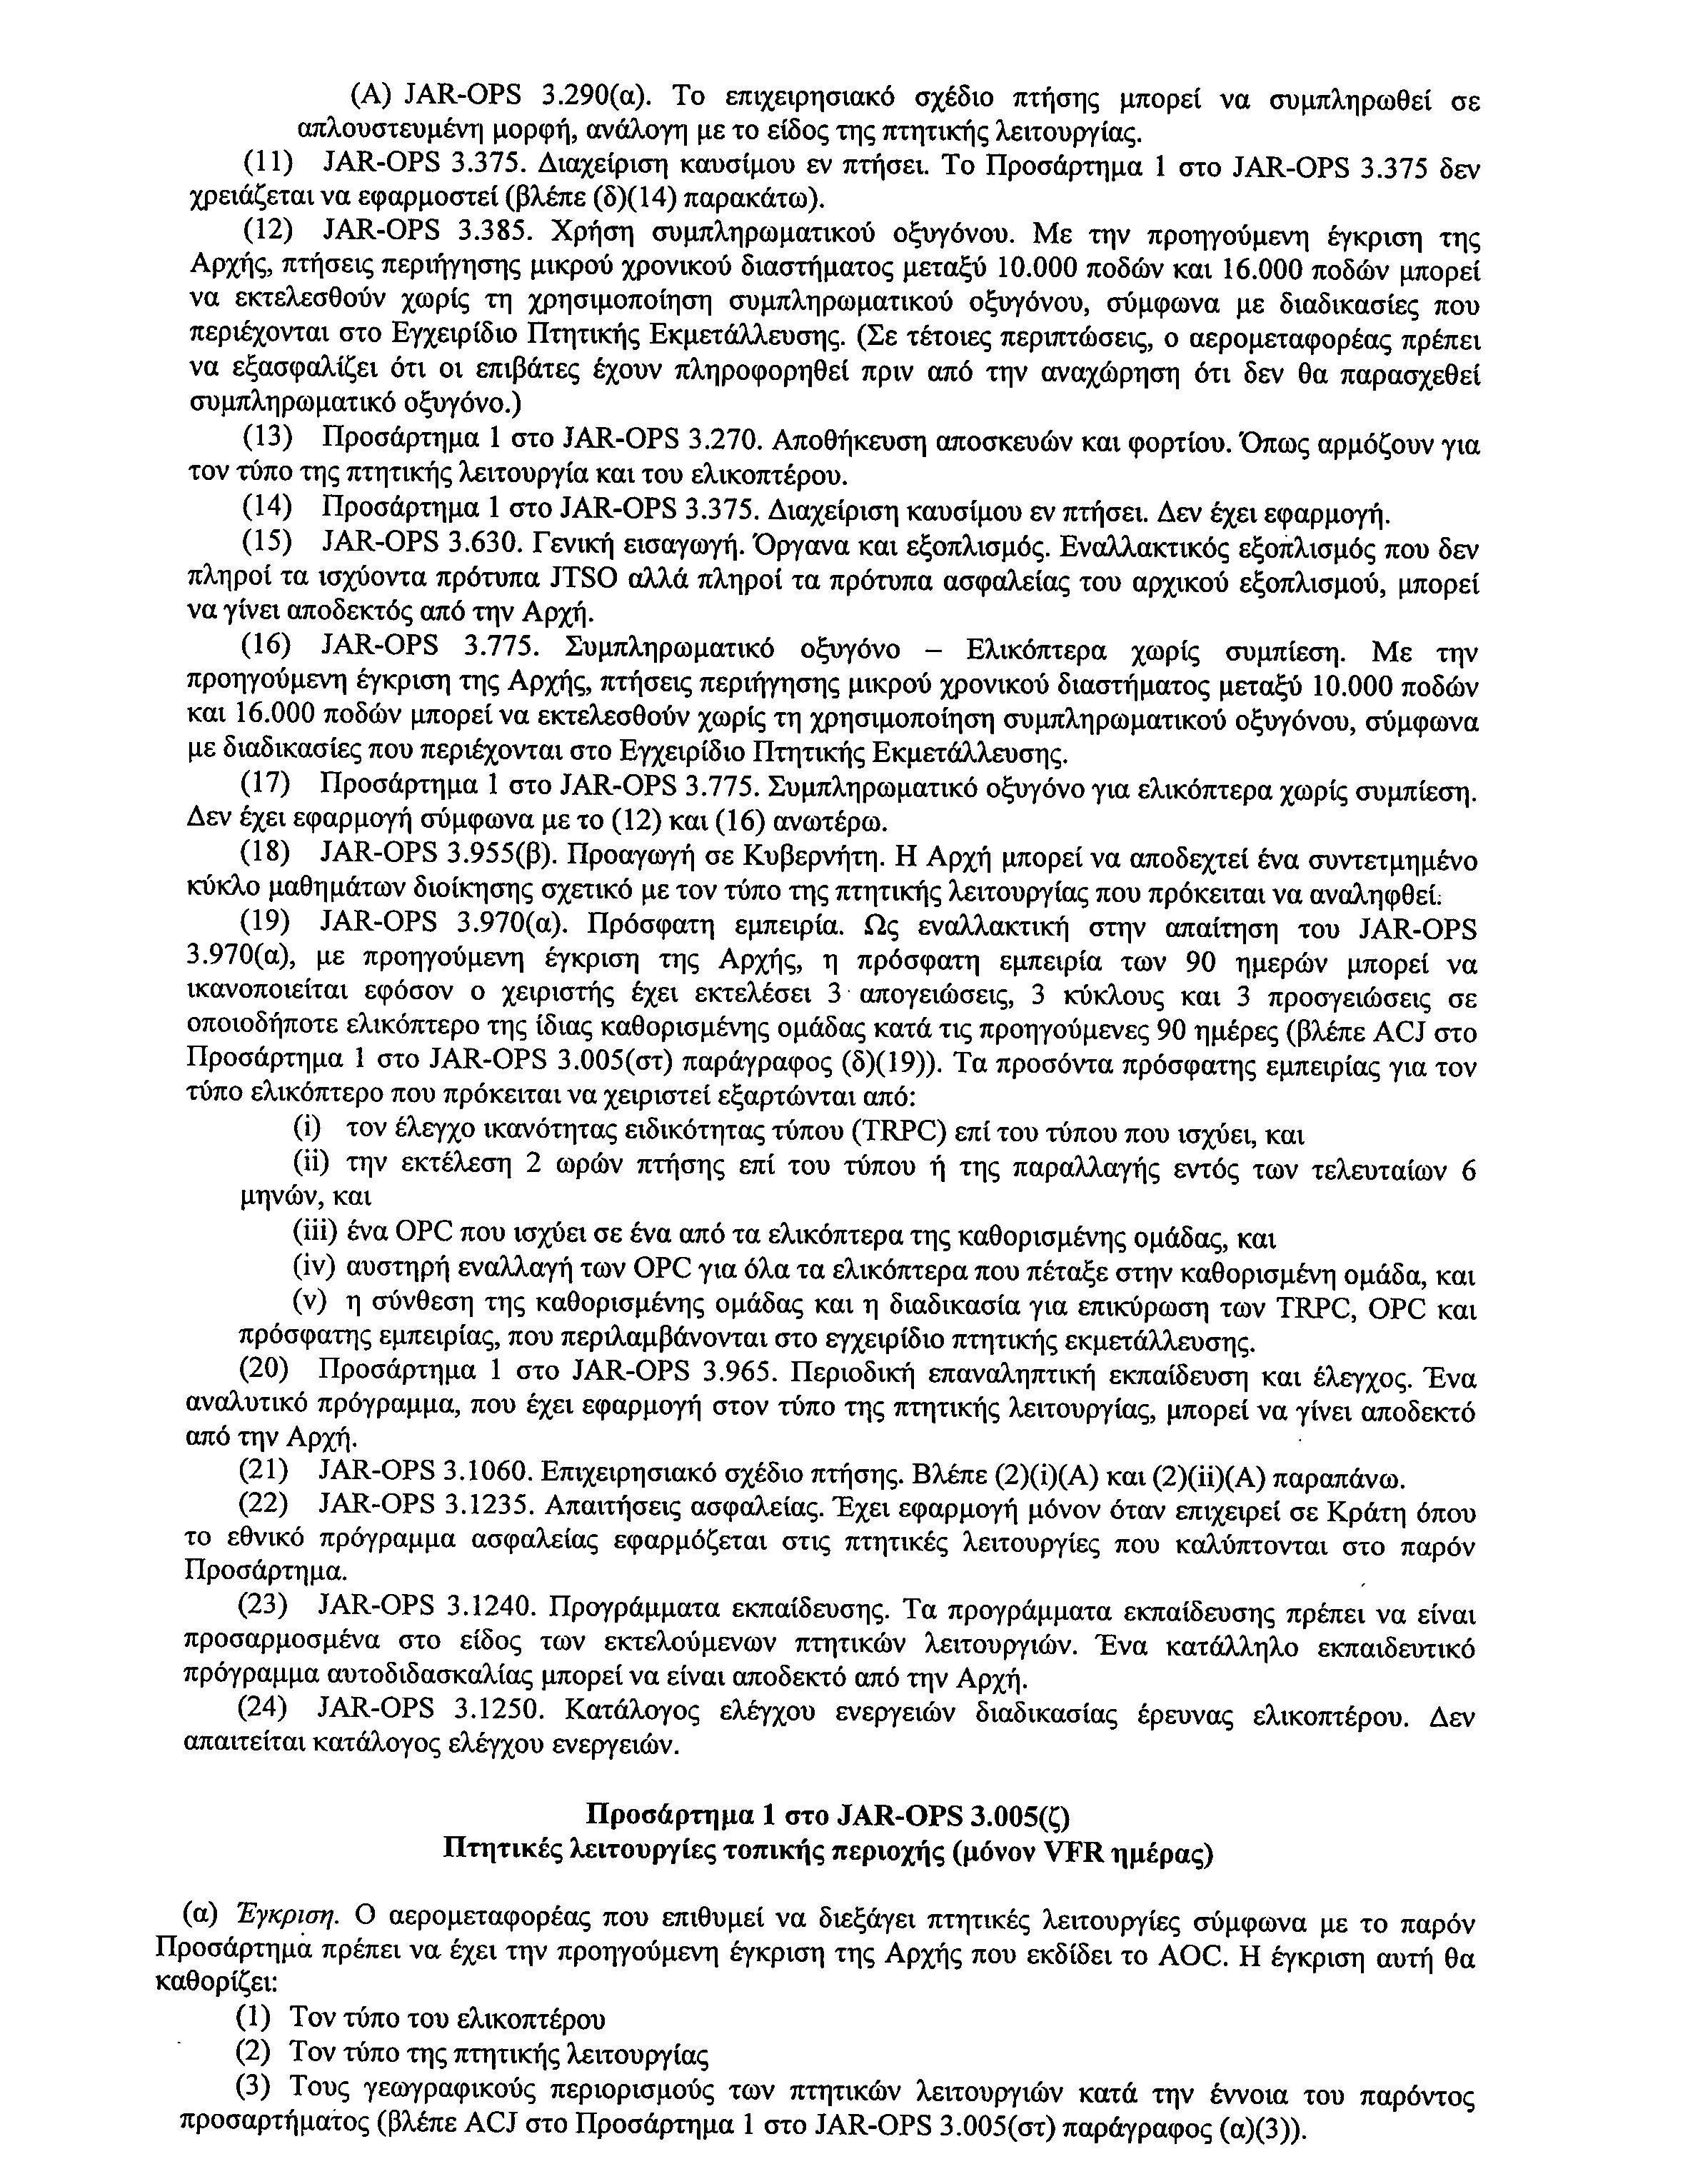 (Α) JAR-OPS 3.290(α). Το επιχειρησιακό σχέδιο πτήσης μπορεί να συμπληρωθεί σε
απλουστευμένη μορφή, ανάλογη με το είδος της πτητικής λειτουργίας.
(11) JAR-OPS 3.375. Διαχείριση καυσίμου εν πτήσει. Το Προσάρτημα 1 στο JAR-OPS 3.375 δεν
χρειάζεται να εφαρμοστεί (βλέπε (δ)(14) παρακάτω).
(12) JAR-OPS 3.385. Χρήση συμπληρωματικού οξυγόνου. Με την προηγούμενη έγκριση της
Αρχής, πτήσεις περιήγησης μικρού χρονικού διαστήματος μεταξύ 10.000 ποδών και 16.000 ποδών μπορεί
να εκτελεσθούν χωρίς τη χρησιμοποίηση συμπληρωματικού οξυγόνου, σύμφωνα με διαδικασίες που
περιέχονται στο Εγχειρίδιο Πτητικής Εκμετάλλευσης. (Σε τέτοιες περιπτώσεις, ο αερομεταφορέας πρέπει
να εξασφαλίζει ότι οι επιβάτες έχουν πληροφορηθεί πριν από την αναχώρηση ότι δεν θα παρασχεθεί
συμπληρωματικό οξυγόνο.)
(13) Προσάρτημα 1 στο JAR-OPS 3.270. Αποθήκευση αποσκευών και φορτίου. Όπως αρμόζουν για
τον τύπο της πτητικής λειτουργία και του ελικοπτέρου.
(14) Προσάρτημα 1 στο JAR-OPS 3.375. Διαχείριση καυσίμου εν πτήσει. Δεν έχει εφαρμογή.
(15) JAR-OPS 3.630. Γενική εισαγωγή. Όργανα και εξοπλισμός. Εναλλακτικός εξοπλισμός που δεν
πληροί τα ισχύοντα πρότυπα JTSO αλλά πληροί τα πρότυπα ασφαλείας του αρχικού εξοπλισμού, μπορεί
να γίνει αποδεκτός από την Αρχή.
(16) JAR-OPS 3.775. Συμπληρωματικό οξυγόνο – Ελικόπτερα χωρίς συμπίεση. Με την
προηγούμενη έγκριση της Αρχής, πτήσεις περιήγησης μικρού χρονικού διαστήματος μεταξύ 10.000 ποδών
και 16.000 ποδών μπορεί να εκτελεσθούν χωρίς τη χρησιμοποίηση συμπληρωματικού οξυγόνου, σύμφωνα
με διαδικασίες που περιέχονται στο Εγχειρίδιο Πτητικής Εκμετάλλευσης.
(17) Προσάρτημα 1 στο JAR-OPS 3.775. Συμπληρωματικό οξυγόνο για ελικόπτερα χωρίς συμπίεση.
Δεν έχει εφαρμογή σύμφωνα με το (12) και (16) ανωτέρω.
(18) JAR-OPS 3.955(β). Προαγωγή σε Κυβερνήτη. Η Αρχή μπορεί να αποδεχτεί ένα συντετμημένο
κύκλο μαθημάτων διοίκησης σχετικό με τον τύπο της πτητικής λειτουργίας που πρόκειται να αναληφθεί.
(19) JAR-OPS 3.970(α). Πρόσφατη εμπειρία. Ως εναλλακτική στην απαίτηση του JAR-OPS
3.970(α), με προηγούμενη έγκριση της Αρχής, η πρόσφατη εμπειρία των 90 ημερών μπορεί να
ικανοποιείται εφόσον ο χειριστής έχει εκτελέσει 3 απογειώσεις, 3 κύκλους και 3 προσγειώσεις σε
οποιοδήποτε ελικόπτερο της ίδιας καθορισμένης ομάδας κατά τις προηγούμενες 90 ημέρες (βλέπε ACJ στο
Προσάρτημα 1 στο JAR-OPS 3.005(στ) παράγραφος (δ)(19)). Τα προσόντα πρόσφατης εμπειρίας για τον
τύπο ελικόπτερο που πρόκειται να χειριστεί εξαρτώνται από:
(i) τον έλεγχο ικανότητας ειδικότητας τύπου (TRPC) επί του τύπου που ισχύει, και
(ii) την εκτέλεση 2 ωρών πτήσης επί του τύπου ή της παραλλαγής εντός των τελευταίων 6
μηνών, και
(iii) ένα OPC που ισχύει σε ένα από τα ελικόπτερα της καθορισμένης ομάδας, και
(iv) αυστηρή εναλλαγή των OPC για όλα τα ελικόπτερα που πέταξε στην καθορισμένη ομάδα, και
(v) η σύνθεση της καθορισμένης ομάδας και η διαδικασία για επικύρωση των TRPC, OPC και
πρόσφατης εμπειρίας, που περιλαμβάνονται στο εγχειρίδιο πτητικής εκμετάλλευσης.
(20) Προσάρτημα 1 στο JAR-OPS 3.965. Περιοδική επαναληπτική εκπαίδευση και έλεγχος. Ένα
αναλυτικό πρόγραμμα, που έχει εφαρμογή στον τύπο της πτητικής λειτουργίας, μπορεί να γίνει αποδεκτό
από την Αρχή.
(21) JAR-OPS 3.1060. Επιχειρησιακό σχέδιο πτήσης. Βλέπε (2)(i)(A) και (2)(ii)(A) παραπάνω.
(22) JAR-OPS 3.1235. Απαιτήσεις ασφαλείας. Έχει εφαρμογή μόνον όταν επιχειρεί σε Κράτη όπου
το εθνικό πρόγραμμα ασφαλείας εφαρμόζεται στις πτητικές λειτουργίες που καλύπτονται στο παρόν
Προσάρτημα.
(23) JAR-OPS 3.1240. Προγράμματα εκπαίδευσης. Τα προγράμματα εκπαίδευσης πρέπει να είναι
προσαρμοσμένα στο είδος των εκτελούμενων πτητικών λειτουργιών. Ένα κατάλληλο εκπαιδευτικό
πρόγραμμα αυτοδιδασκαλίας μπορεί να είναι αποδεκτό από την Αρχή.
(24) JAR-OPS 3.1250. Κατάλογος ελέγχου ενεργειών διαδικασίας έρευνας ελικοπτέρου. Δεν
απαιτείται κατάλογος ελέγχου ενεργειών.
Προσάρτημα 1 στο JAR-OPS 3.005(ζ)
Πτητικές λειτουργίες τοπικής περιοχής (μόνον VFR ημέρας)
(α) Έγκριση. Ο αερομεταφορέας που επιθυμεί να διεξάγει πτητικές λειτουργίες σύμφωνα με το παρόν
Προσάρτημα πρέπει να έχει την προηγούμενη έγκριση της Αρχής που εκδίδει το AOC. Η έγκριση αυτή θα
καθορίζει:
(1) Τον τύπο του ελικοπτέρου
(2) Τον τύπο της πτητικής λειτουργίας
(3) Τους γεωγραφικούς περιορισμούς των πτητικών λειτουργιών κατά την έννοια του παρόντος
προσαρτήματος (βλέπε ACJ στο Προσάρτημα 1 στο JAR-OPS 3.005(στ) παράγραφος (α)(3)).